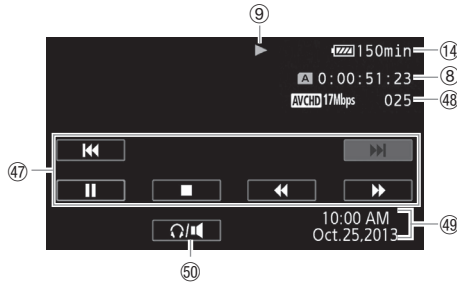 ⑨
150min ⑭
A 0:00:51:23 ⑧
AVCHD 17Mbps 025 ㊽
㊼
10:00 AM
Oct.25,2013 ㊾
㊿